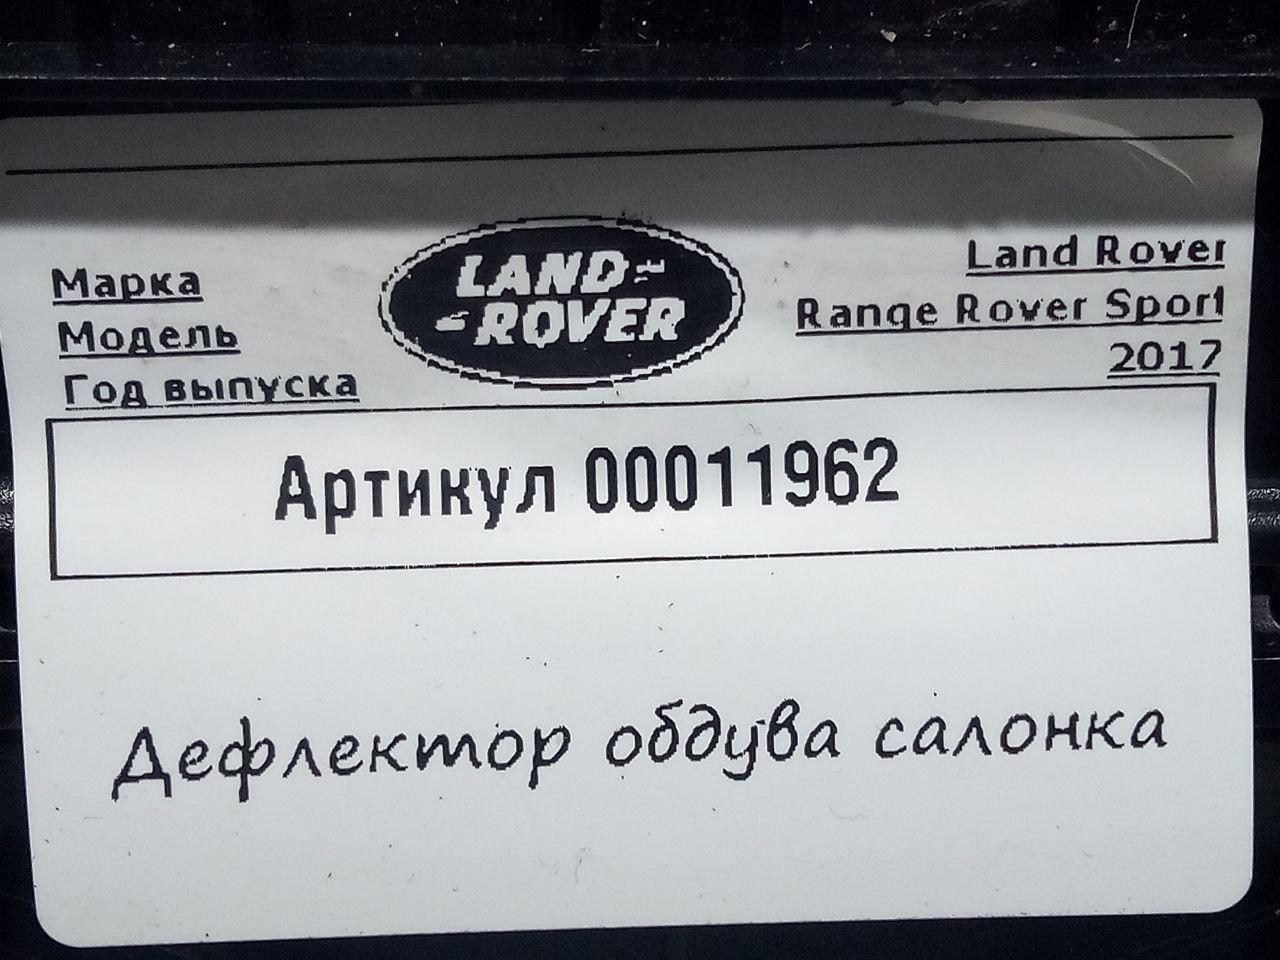 Марка
Модель
Год выпуска
LAND
ROVER
Land Rover
Range Rover Sport
2017
Артикул 00011962
Дефлектор обдува салонка